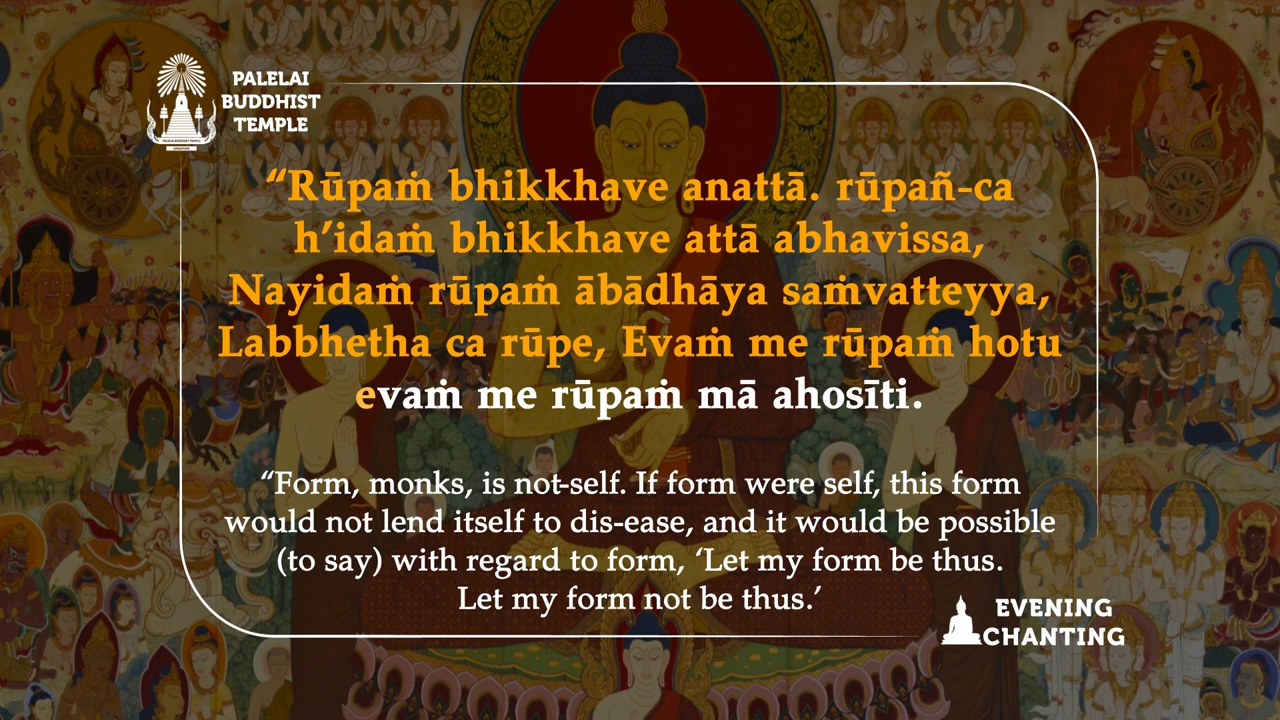 PALELAI
BUDDHIST
TEMPLE
“Rūpaṁ bhikkhave anattā. rūpañ-ca
h’idaṁ bhikkhave attā abhavissa,
Nayidaṁ rūpaṁ ābādhāya saṁvatteyya,
Labbhetha ca rūpe, Evaṁ me rūpaṁ hotu
evaṁ me rūpaṁ mā ahosīti.
“Form, monks, is not-self. If form were self, this form
would not lend itself to dis-ease, and it would be possible
(to say) with regard to form, ‘Let my form be thus.
Let my form not be thus.’
EVENING
CHANTING